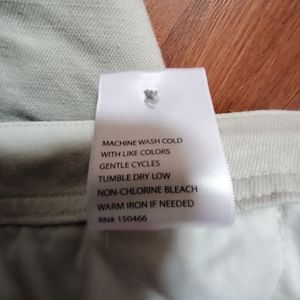 MACHINE WASH COLD
WITH LIKE COLORS
GENTLE CYCLES
TUMBLE DRY LOW
NON-CHLORINE BLEACH
WARM IRON IF NEEDED
RN# 150466